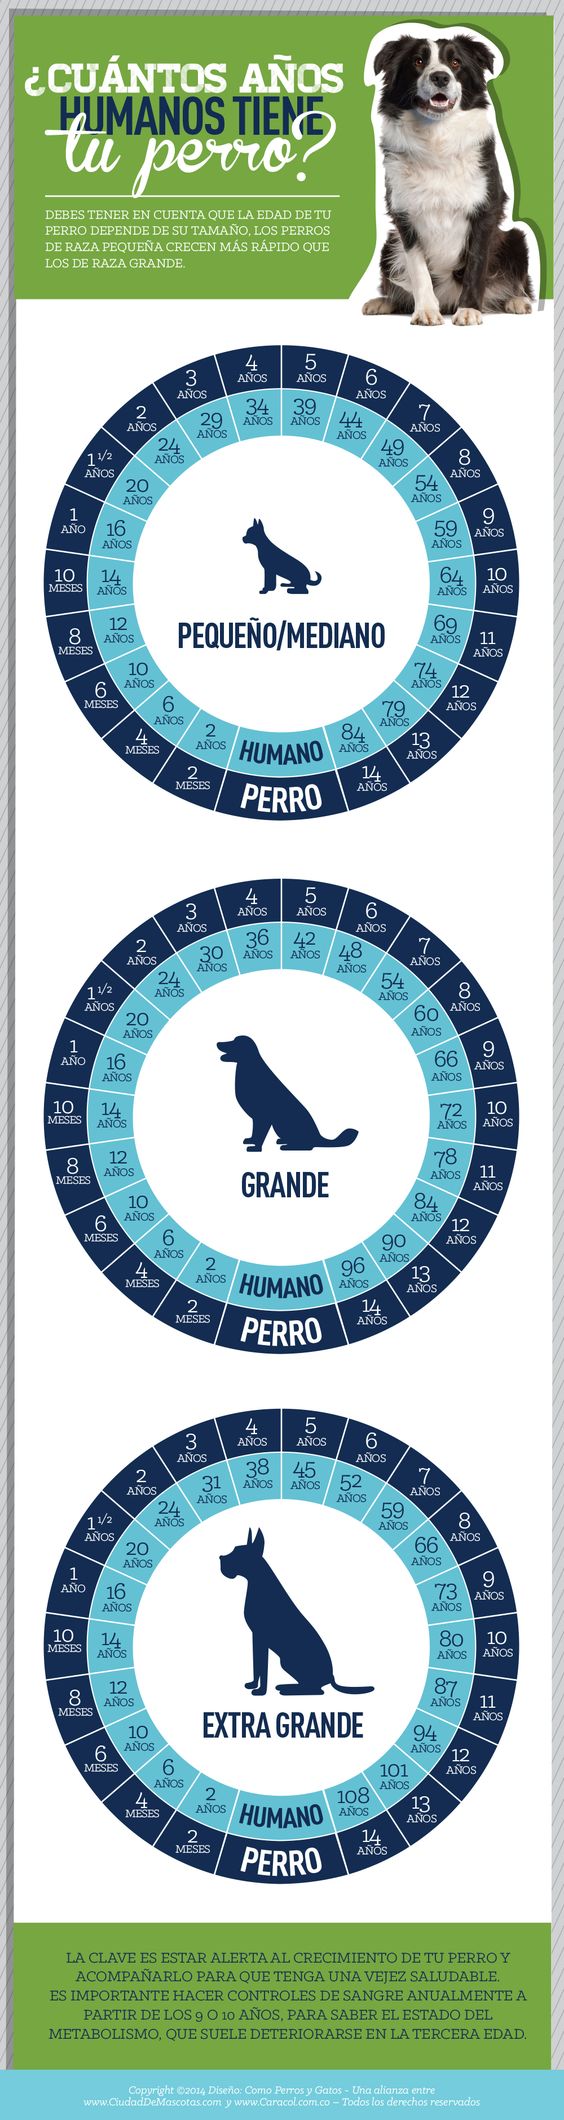 ¿CUÁNTOS AÑOS
HUMANOS TIENE
tu perro?
DEBES TENER EN CUENTA QUE LA EDAD DE TU
PERRO DEPENDE DE SU TAMAÑO, LOS PERROS
DE RAZA PEQUEÑA CRECEN MÁS RÁPIDO QUE
LOS DE RAZA GRANDE.
2 MESES
4 MESES
6 MESES
8 MESES
10 MESES
1 AÑO
1 1/2 AÑOS
2 AÑOS
3 AÑOS
4 AÑOS
5 AÑOS
6 AÑOS
7 AÑOS
8 AÑOS
9 AÑOS
10 AÑOS
11 AÑOS
12 AÑOS
13 AÑOS
14 AÑOS
PERRO
2 AÑOS
6 AÑOS
10 AÑOS
12 AÑOS
14 AÑOS
16 AÑOS
20 AÑOS
24 AÑOS
29 AÑOS
34 AÑOS
39 AÑOS
44 AÑOS
49 AÑOS
54 AÑOS
59 AÑOS
64 AÑOS
69 AÑOS
74 AÑOS
79 AÑOS
84 AÑOS
HUMANO
PEQUEÑO/MEDIANO
2 MESES
4 MESES
6 MESES
8 MESES
10 MESES
1 AÑO
1 1/2 AÑOS
2 AÑOS
3 AÑOS
4 AÑOS
5 AÑOS
6 AÑOS
7 AÑOS
8 AÑOS
9 AÑOS
10 AÑOS
11 AÑOS
12 AÑOS
13 AÑOS
14 AÑOS
PERRO
2 AÑOS
6 AÑOS
10 AÑOS
12 AÑOS
14 AÑOS
16 AÑOS
20 AÑOS
24 AÑOS
30 AÑOS
36 AÑOS
42 AÑOS
48 AÑOS
54 AÑOS
60 AÑOS
66 AÑOS
72 AÑOS
78 AÑOS
84 AÑOS
90 AÑOS
96 AÑOS
HUMANO
GRANDE
2 MESES
4 MESES
6 MESES
8 MESES
10 MESES
1 AÑO
1 1/2 AÑOS
2 AÑOS
3 AÑOS
4 AÑOS
5 AÑOS
6 AÑOS
7 AÑOS
8 AÑOS
9 AÑOS
10 AÑOS
11 AÑOS
12 AÑOS
13 AÑOS
14 AÑOS
PERRO
2 AÑOS
6 AÑOS
10 AÑOS
12 AÑOS
14 AÑOS
16 AÑOS
20 AÑOS
24 AÑOS
31 AÑOS
38 AÑOS
45 AÑOS
52 AÑOS
59 AÑOS
66 AÑOS
73 AÑOS
80 AÑOS
87 AÑOS
94 AÑOS
101 AÑOS
108 AÑOS
HUMANO
EXTRA GRANDE
LA CLAVE ES ESTAR ALERTA AL CRECIMIENTO DE TU PERRO Y
ACOMPAÑARLO PARA QUE TENGA UNA VEJEZ SALUDABLE.
ES IMPORTANTE HACER CONTROLES DE SANGRE ANUALMENTE A
PARTIR DE LOS 9 O 10 AÑOS, PARA SABER EL ESTADO DEL
METABOLISMO, QUE SUELE DETERIORARSE EN LA TERCERA EDAD.
Copyright ©2014 Diseño: Como Perros y Gatos - Una alianza entre
www.CiudadDeMascotas.com y www.Caracol.com.co – Todos los derechos reservados